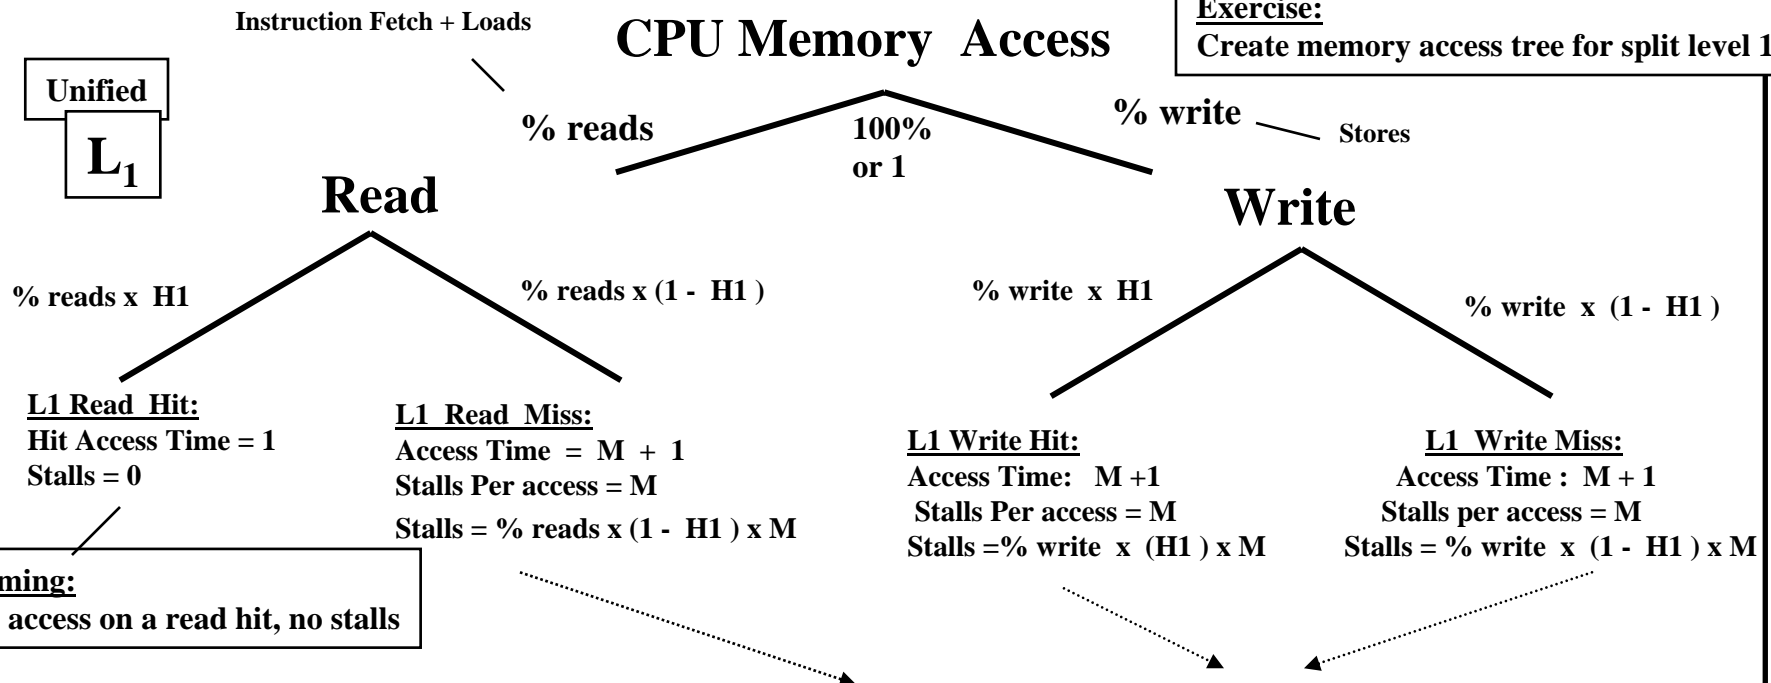 Instruction Fetch + Loads
CPU Memory  Access
Exercise:
Create memory access tree for split level 1
Unified
L1
% reads
100%
or 1
% write
Stores
Read
Write
% reads x  H1
% reads x (1 -  H1 )
% write  x  H1
% write  x  (1 -  H1 )
L1 Read  Hit:
Hit Access Time = 1
Stalls = 0
L1  Read  Miss:
Access Time  =  M  +  1
Stalls Per access = M
Stalls = % reads x (1 -  H1 ) x M
L1 Write Hit:
Access Time:   M +1
Stalls Per access = M
Stalls =% write  x  (H1 ) x M
L1  Write Miss:
Access Time :  M + 1
Stalls per access = M
Stalls = % write  x  (1 -  H1 ) x M
ming:
access on a read hit, no stalls